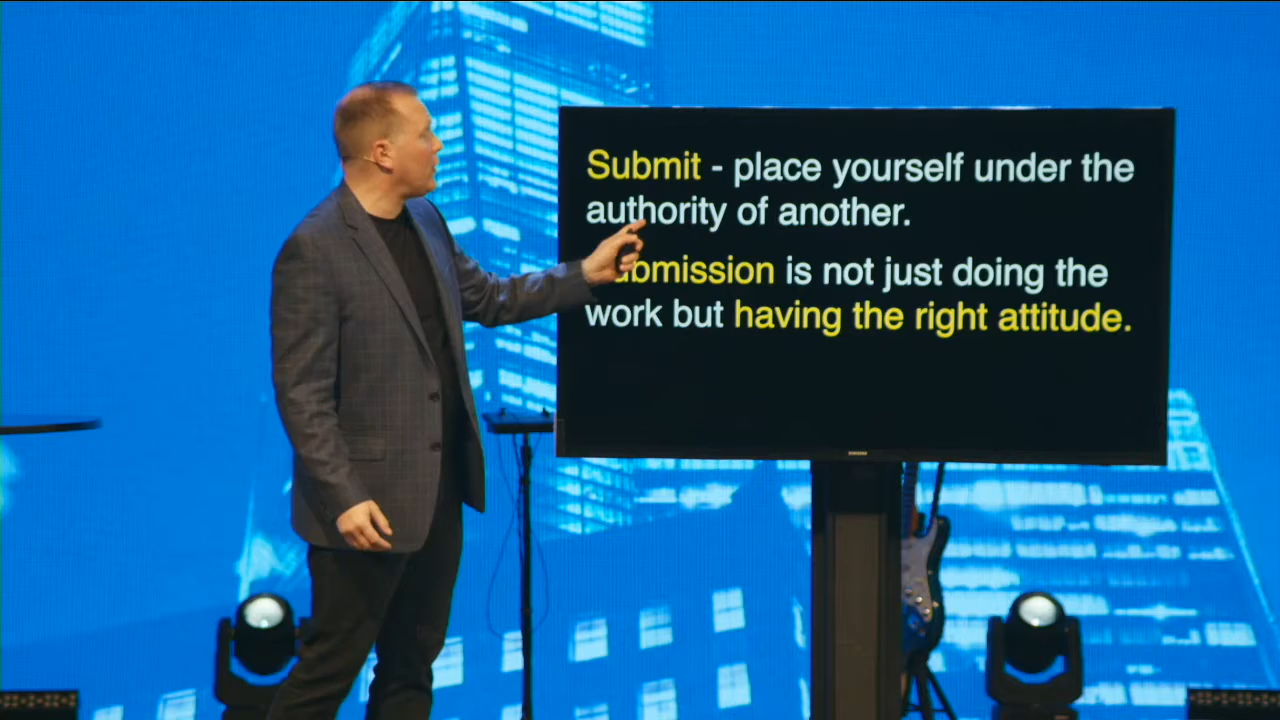 Submit - place yourself under the
authority of another.
ubmission is not just doing the
work but having the right attitude.